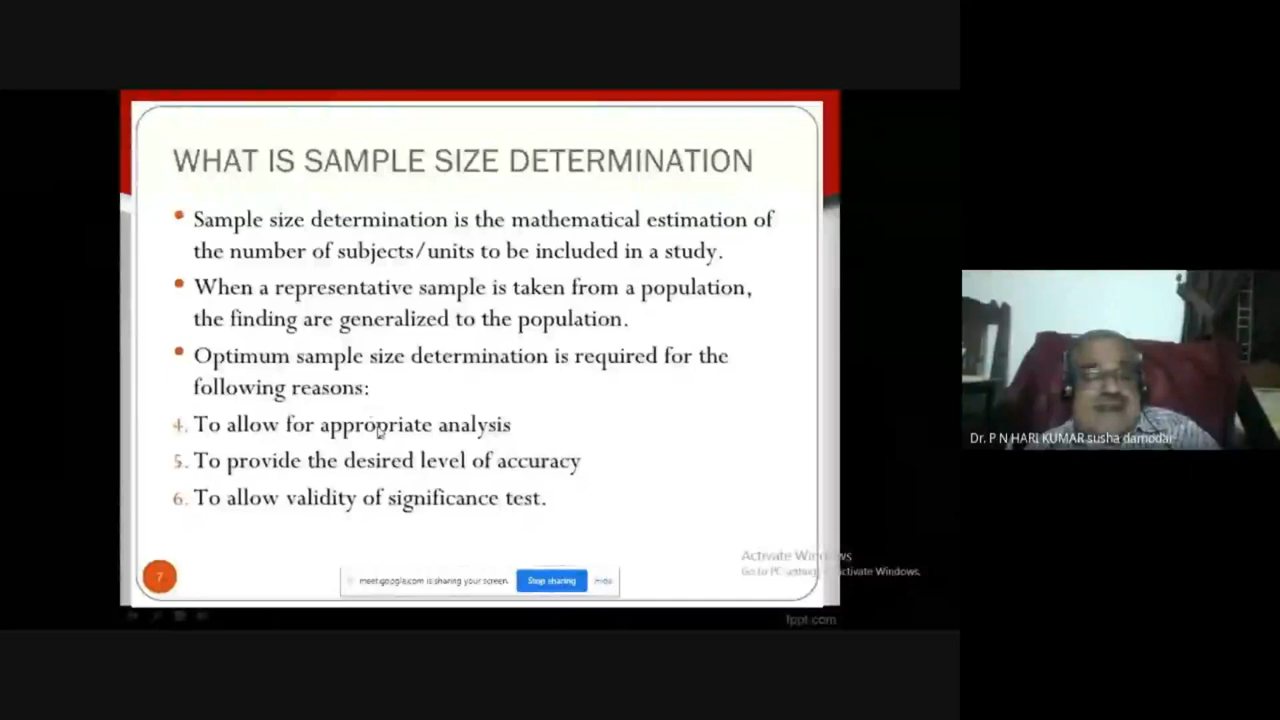 WHAT IS SAMPLE SIZE DETERMINATION
• Sample size determination is the mathematical estimation of
the number of subjects/units to be included in a study.
• When a representative sample is taken from a population,
the finding are generalized to the population.
• Optimum sample size determination is required for the
following reasons:
4. To allow for appropriate analysis
5. To provide the desired level of accuracy
6. To allow validity of significance test.
7
meet.google.com is sharing your screen.
Stop sharing
Hide
Activate Windows
Go to PC settings Activate Windows.
fppt.com
Dr. P N HARI KUMAR susha damodar